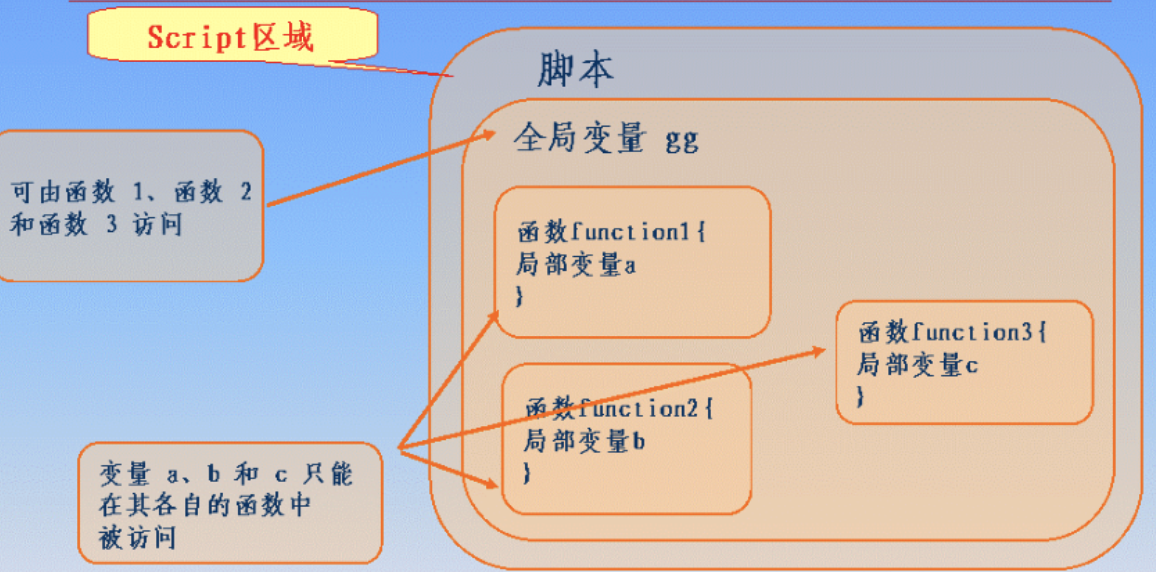 Script区域
脚本
全局变量 gg
可由函数 1、函数 2
和函数 3 访问
函数function1{
局部变量a
}
函数function3{
局部变量c
}
函数function2{
局部变量b
}
变量 a、b 和 c 只能
在其各自的函数中
被访问